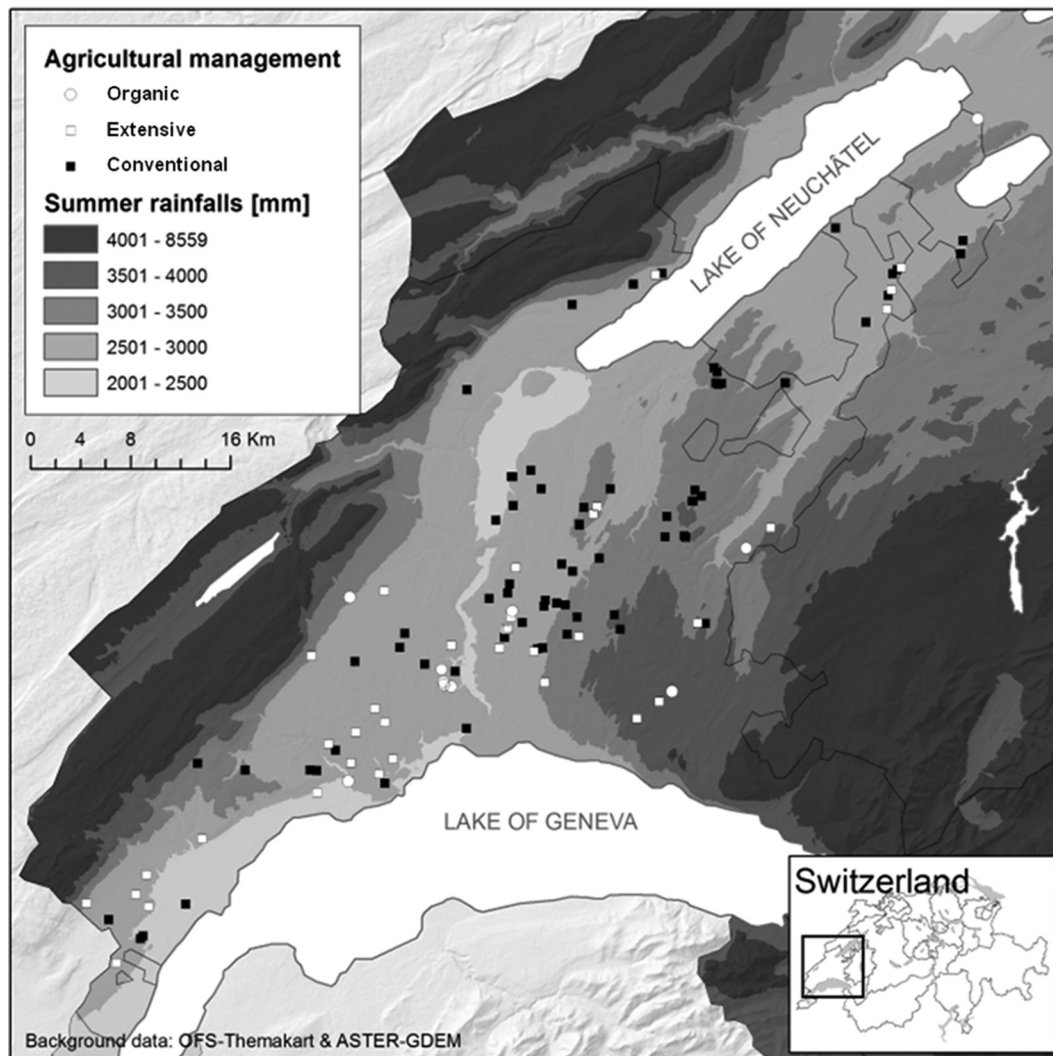 Agricultural management
Organic
Extensive
Conventional
Summer rainfalls [mm]
4001 - 8559
3501 - 4000
3001 - 3500
2501 - 3000
2001 - 2500
0 4 8 16 Km
LAKE OF NEUCHÂTEL
LAKE OF GENEVA
Switzerland
Background data: OFS-Themakart & ASTER-GDEM